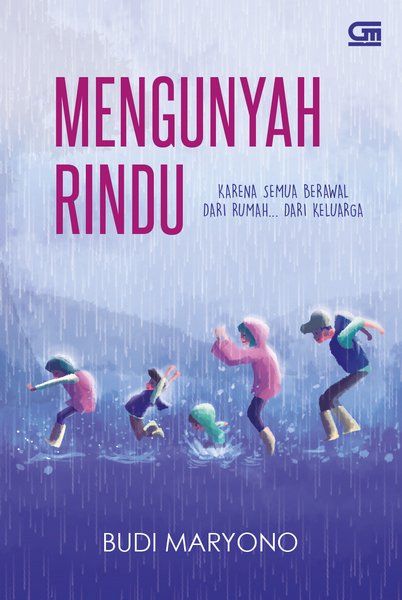 MENGUNYAH
RINDU
KARENA SEMUA BERAWAL
DARI RUMAH... DARI KELUARGA
BUDI MARYONO